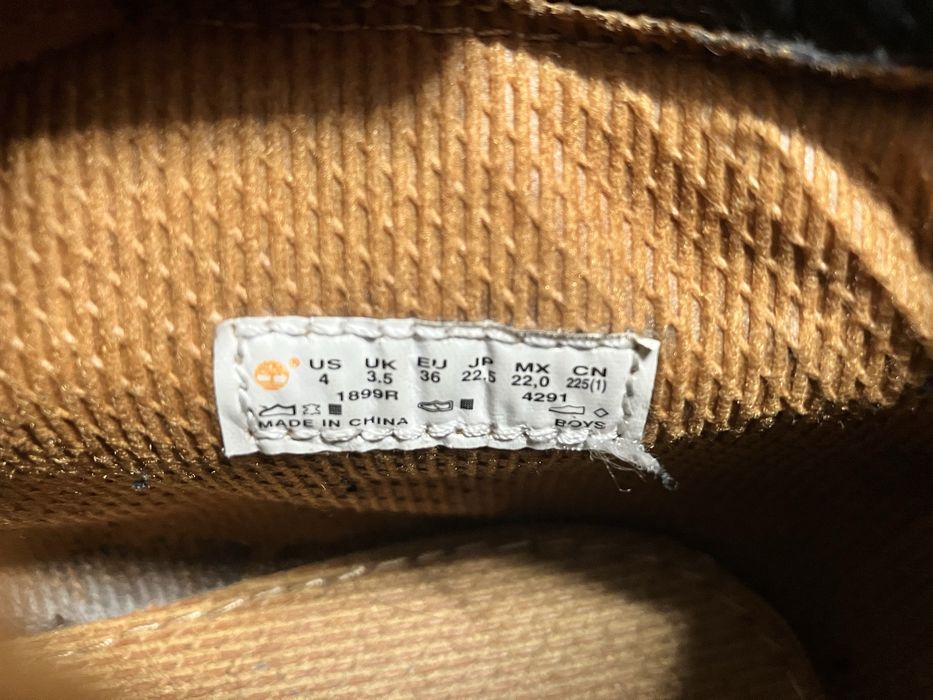 US UK EU JP MX CN
4 3.5 36 22.5 22,0 225(1)
1899R 4291
MADE IN CHINA BOYS